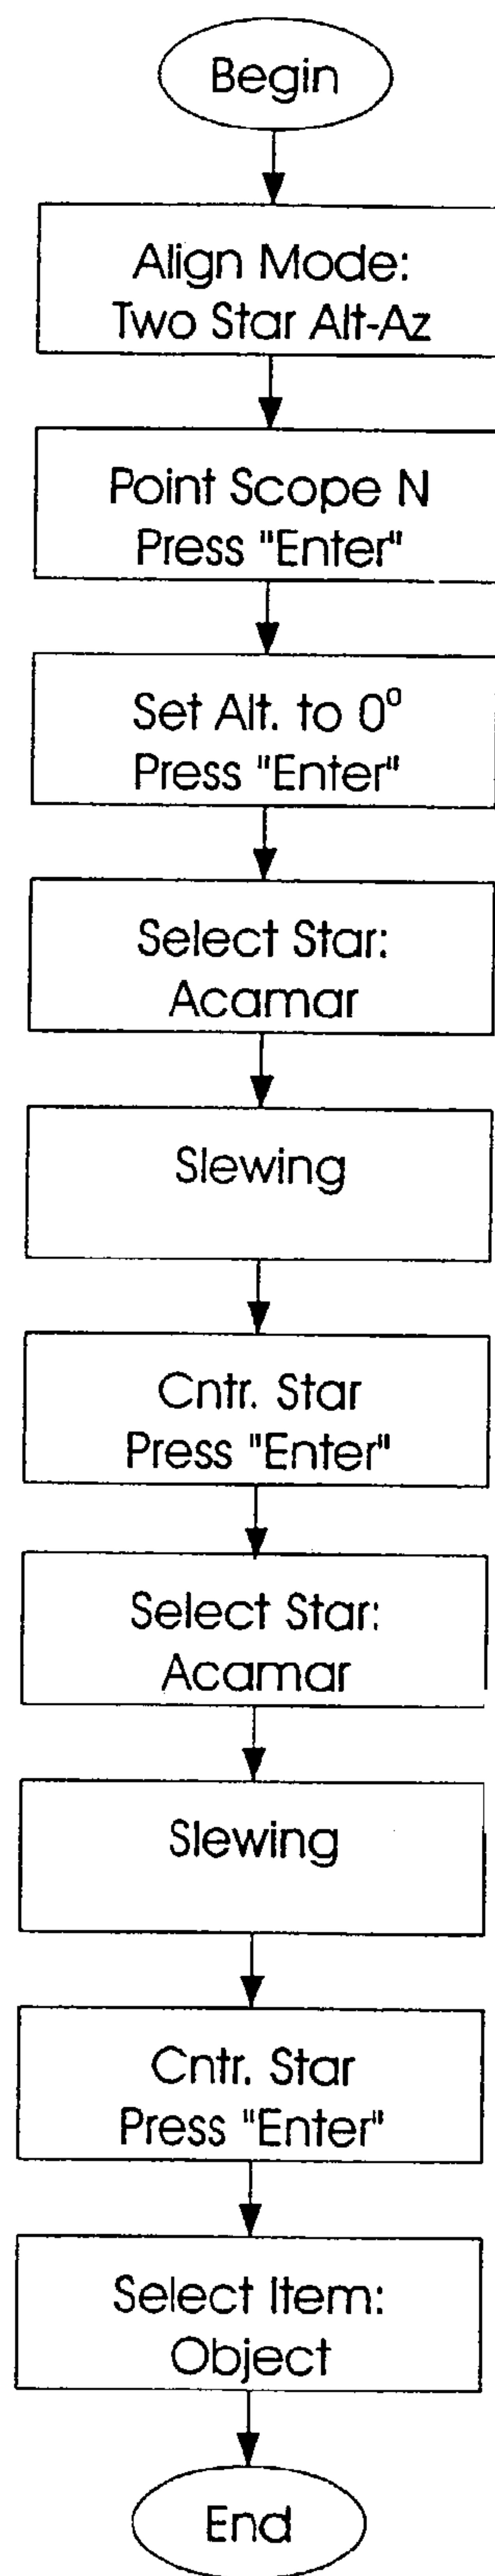 Begin
Align Mode:
Two Star Alt-Az
Point Scope N
Press "Enter"
Set Alt. to 0°
Press "Enter"
Select Star:
Acamar
Slewing
Cntr. Star
Press "Enter"
Select Star:
Acamar
Slewing
Cntr. Star
Press "Enter"
Select Item:
Object
End